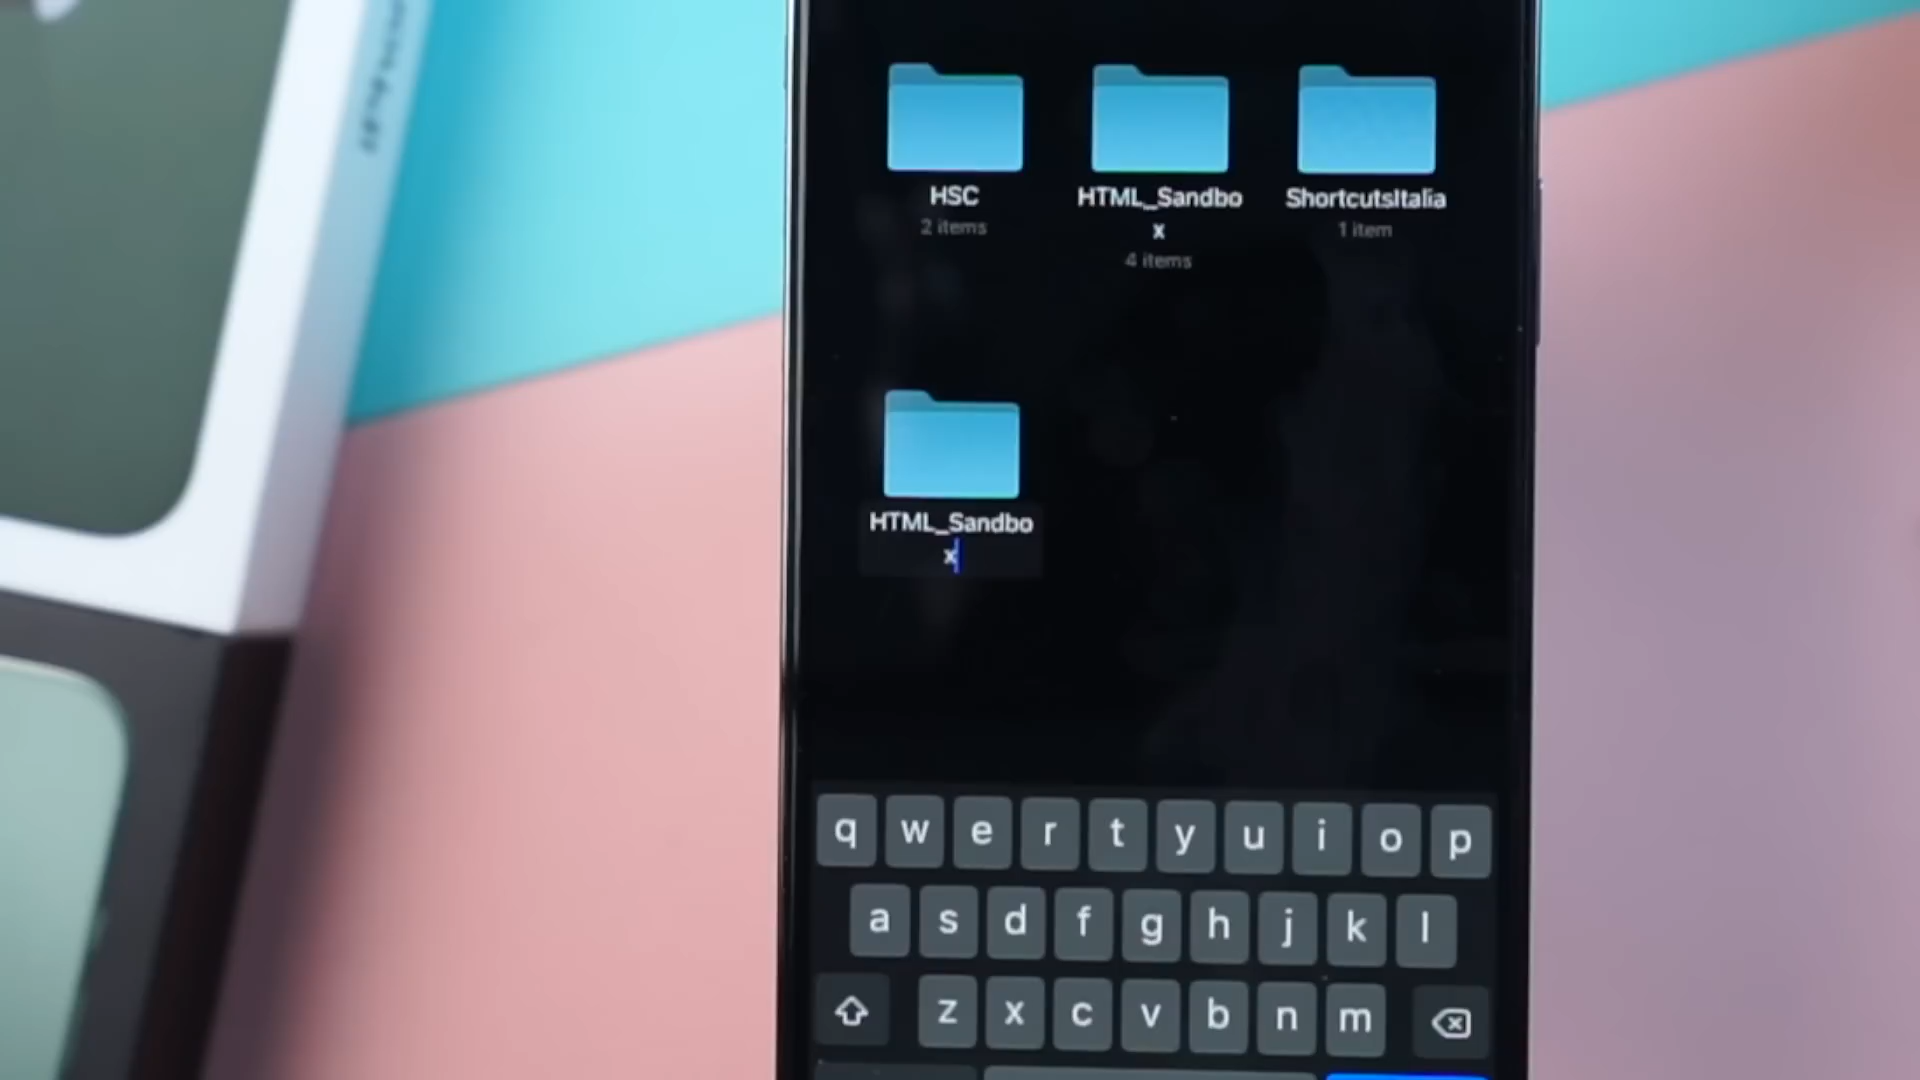 HSC
2 items
HTML_Sandbo
x
4 items
ShortcutsItalia
1 item
HTML_Sandbo
x
q w e r t y u i o p
a s d f g h j k l
z x c v b n m